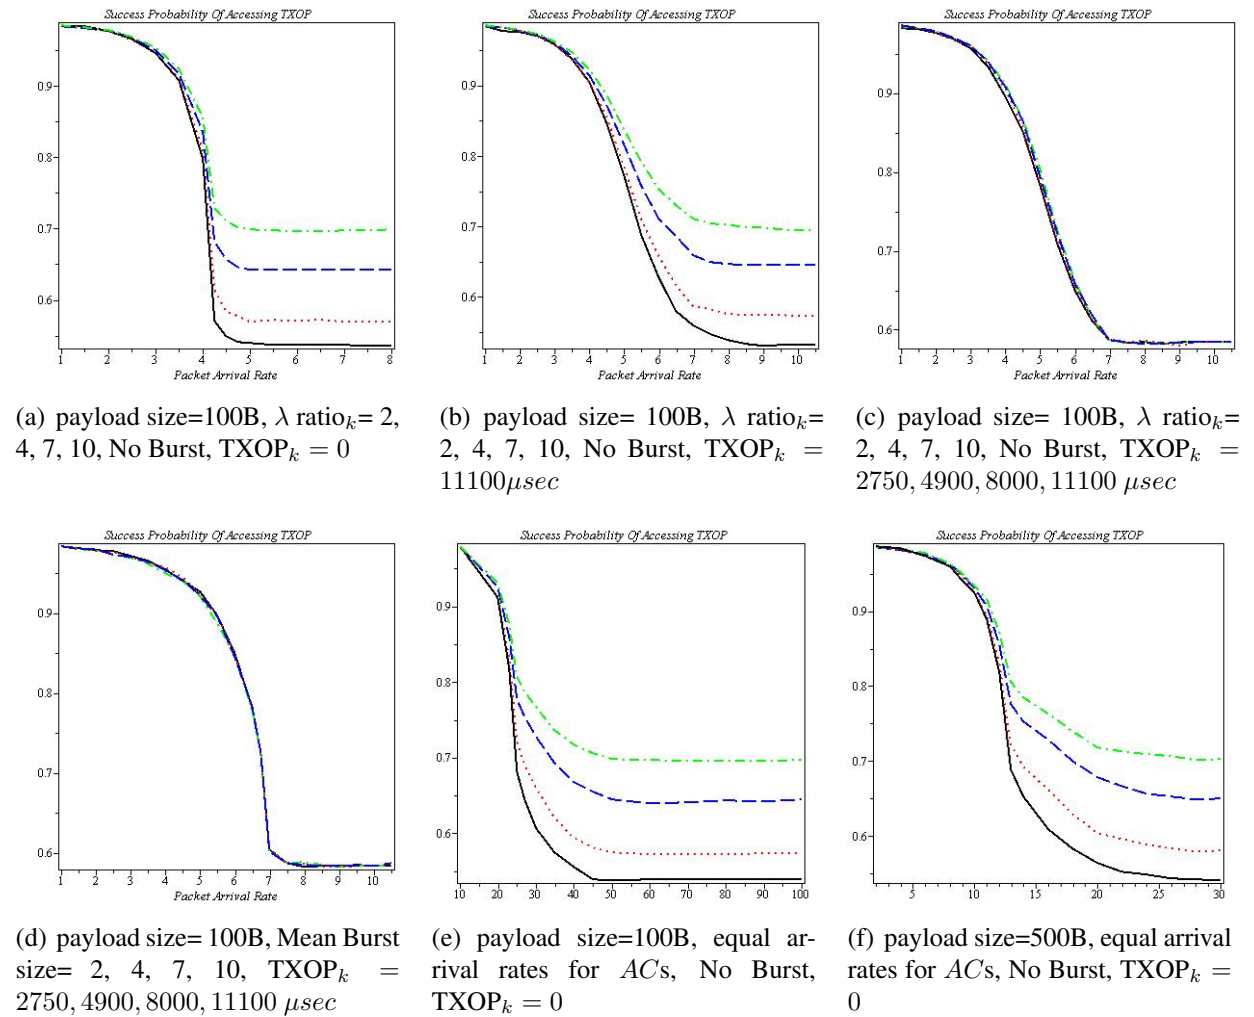 Success Probability Of Accessing TXOP
0.9
0.8
0.7
0.6
1 2 3 4 5 6 7 8
Packet Arrival Rate
(a) payload size=100B, λ ratioₖ= 2,
4, 7, 10, No Burst, TXOPₖ = 0
Success Probability Of Accessing TXOP
0.9
0.8
0.7
0.6
1 2 3 4 5 6 7 8 9 10
Packet Arrival Rate
(b) payload size= 100B, λ ratioₖ=
2, 4, 7, 10, No Burst, TXOPₖ =
11100μsec
Success Probability Of Accessing TXOP
0.9
0.8
0.7
0.6
1 2 3 4 5 6 7 8 9 10
Packet Arrival Rate
(c) payload size= 100B, λ ratioₖ=
2, 4, 7, 10, No Burst, TXOPₖ =
2750, 4900, 8000, 11100 μsec
Success Probability Of Accessing TXOP
0.9
0.8
0.7
0.6
1 2 3 4 5 6 7 8 9 10
Packet Arrival Rate
(d) payload size= 100B, Mean Burst
size= 2, 4, 7, 10, TXOPₖ =
2750, 4900, 8000, 11100 μsec
Success Probability Of Accessing TXOP
0.9
0.8
0.7
0.6
10 20 30 40 50 60 70 80 90 100
(e) payload size=100B, equal ar-
rival rates for ACs, No Burst,
TXOPₖ = 0
Success Probability Of Accessing TXOP
0.9
0.8
0.7
0.6
5 10 15 20 25 30
(f) payload size=500B, equal arrival
rates for ACs, No Burst, TXOPₖ =
0